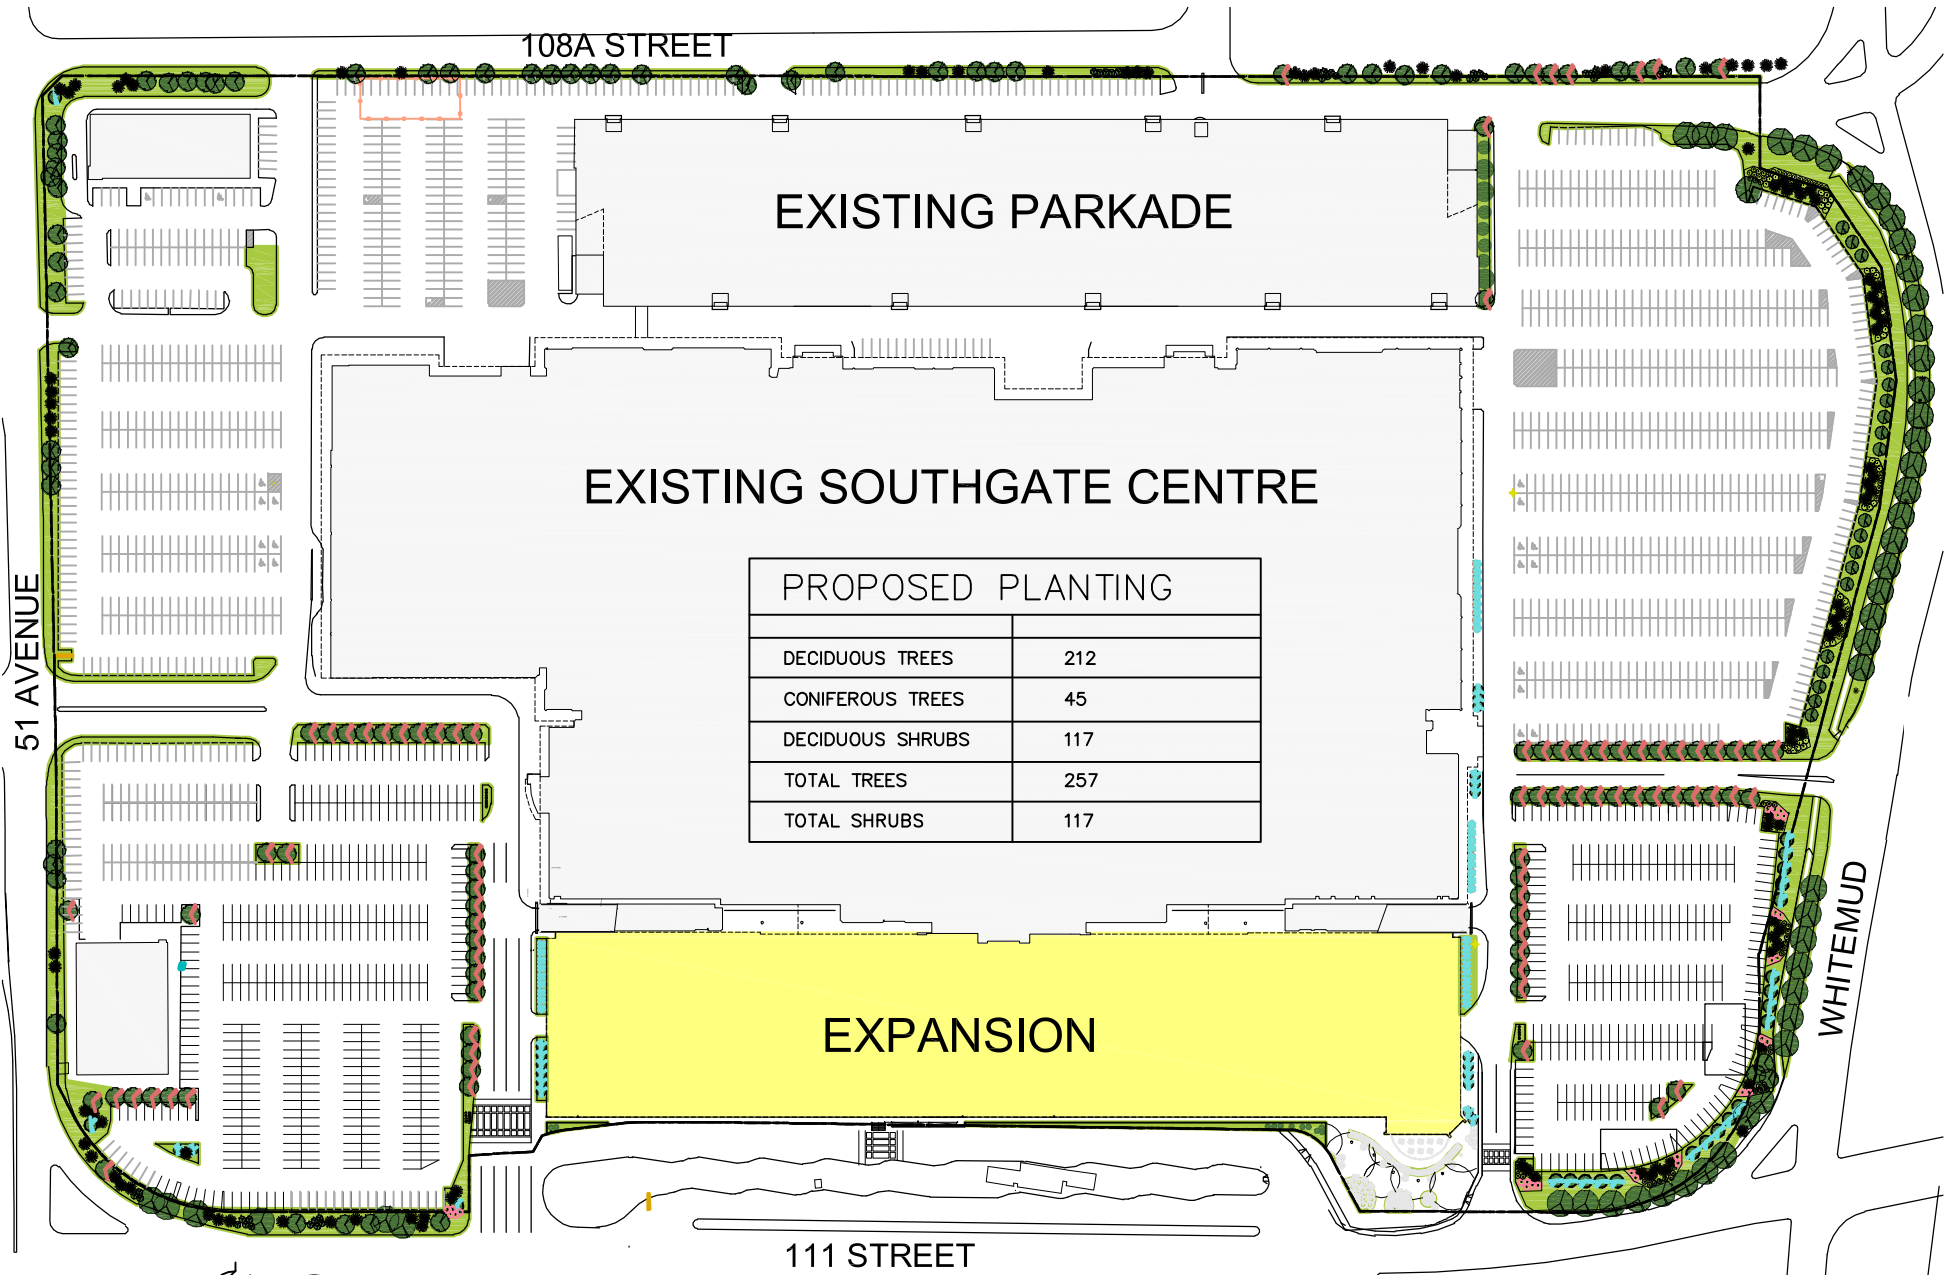 108A STREET
EXISTING PARKADE
EXISTING SOUTHGATE CENTRE
PROPOSED PLANTING
DECIDUOUS TREES 212
CONIFEROUS TREES 45
DECIDUOUS SHRUBS 117
TOTAL TREES 257
TOTAL SHRUBS 117
51 AVENUE
WHITEMUD
EXPANSION
111 STREET